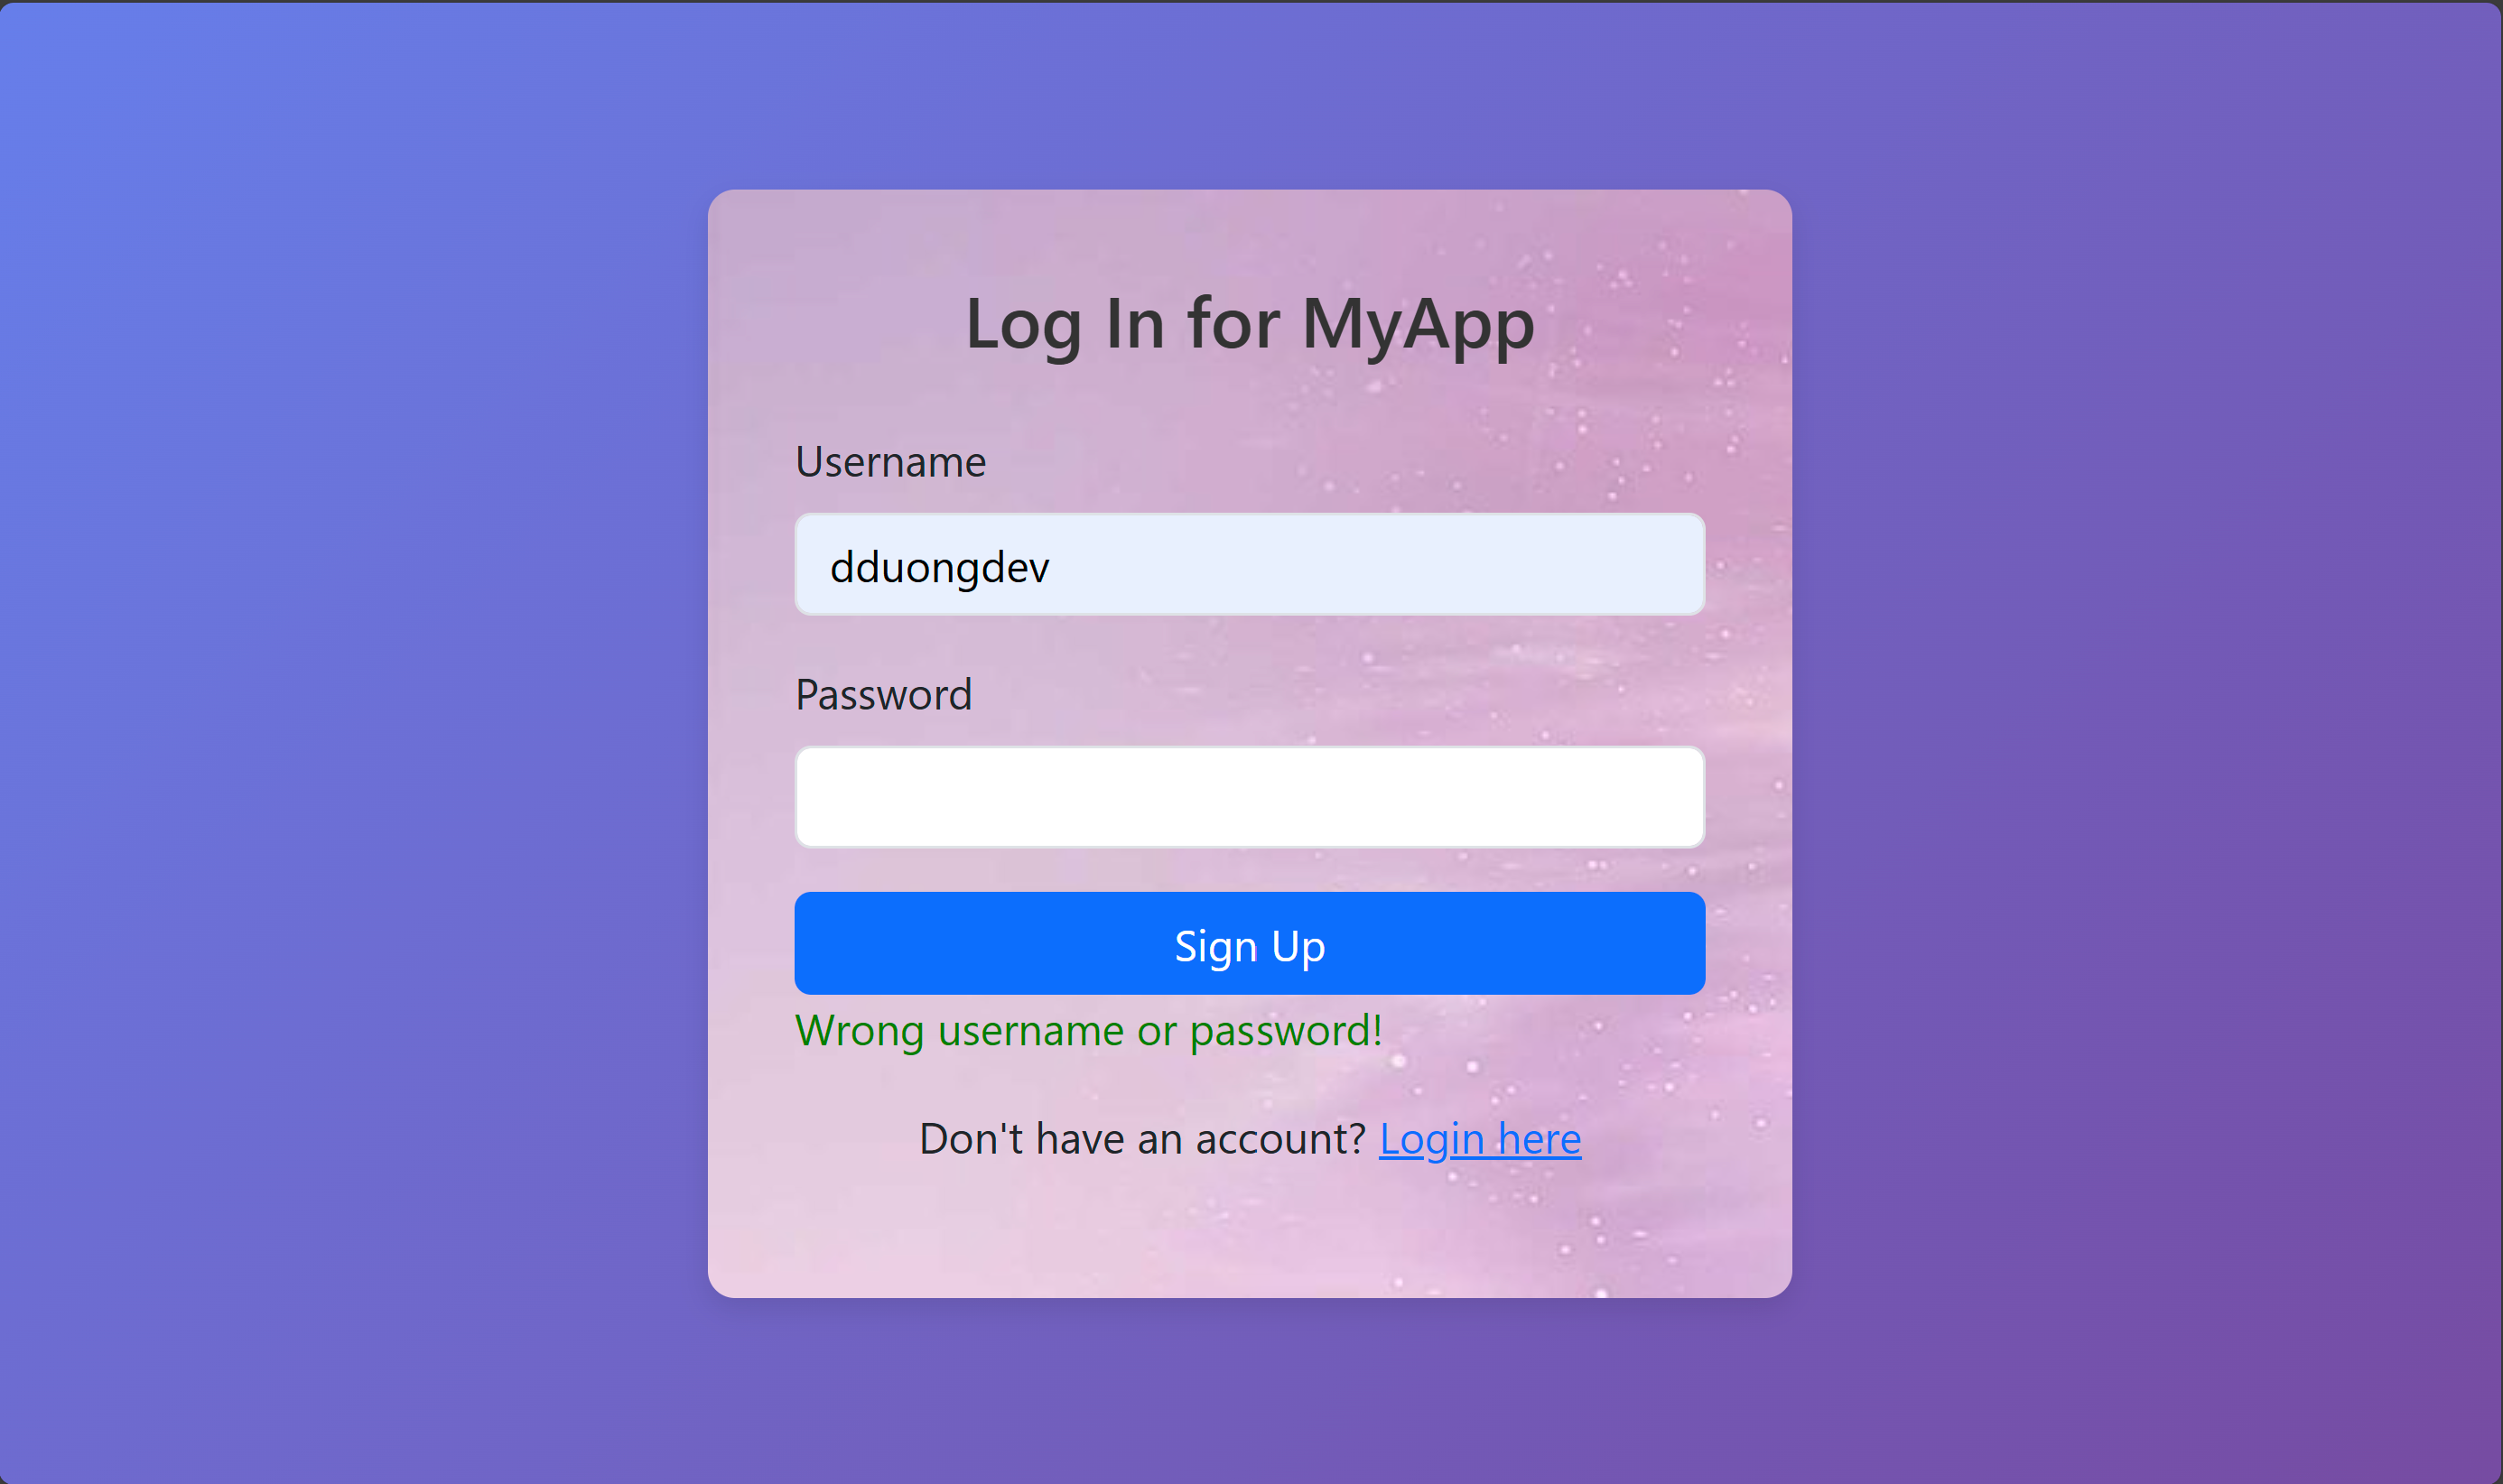 Log In for MyApp
Username
dduongdev
Password
Sign Up
Wrong username or password!
Don't have an account? Login here